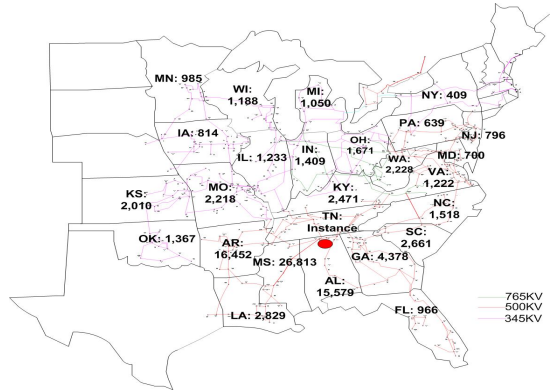 MN: 985
WI:
1,188
MI:
1,050
NY: 409
IA: 814
PA: 639
NJ: 796
IL: 1,233
IN:
1,409
OH:
1,671
WA:
2,228
MD: 700
VA:
1,222
KS:
2,010
MO:
2,218
KY:
2,471
NC:
1,518
TN:
Instance
OK: 1,367
AR:
16,452
SC:
2,661
MS: 26,813
GA: 4,378
AL:
15,579
LA: 2,829
FL: 966
765KV
500KV
345KV